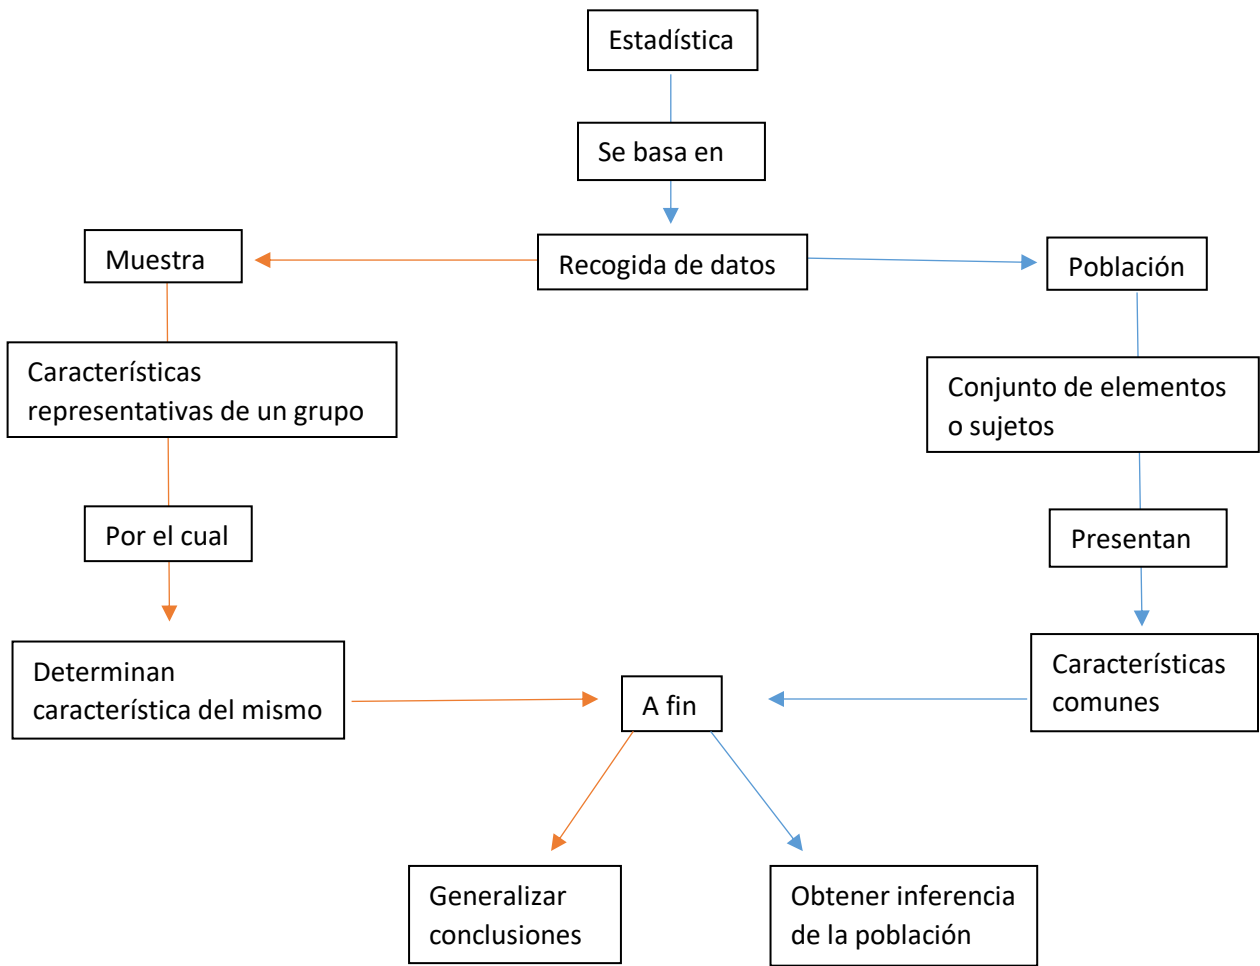 Estadística
Se basa en
Muestra
Recogida de datos
Población
Características
representativas de un grupo
Conjunto de elementos
o sujetos
Por el cual
Presentan
Determinan
característica del mismo
A fin
Características
comunes
Generalizar
conclusiones
Obtener inferencia
de la población